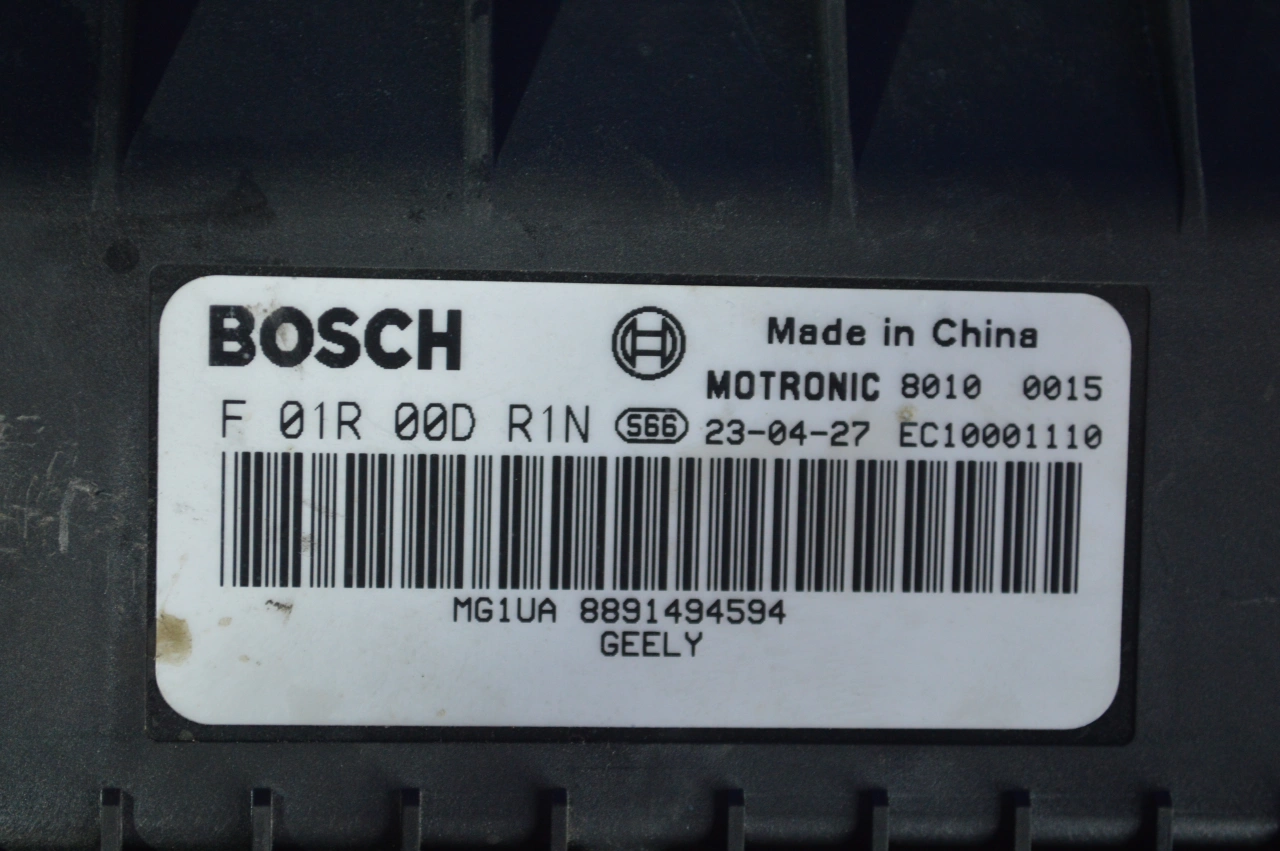 BOSCH
Made in China
MOTRONIC 8010 0015
F 01R 00D R1N S66 23-04-27 EC10001110
MG1UA 8891494594
GEELY